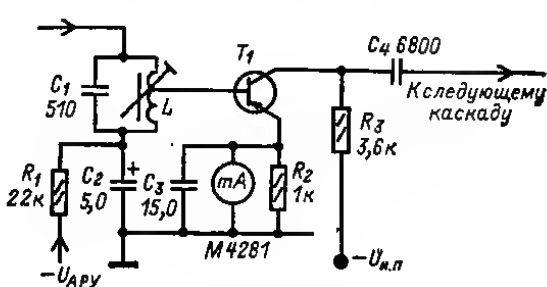 C₁
510
L
T₁
C₄ 6800
К следующему
каскаду
R₁
22к
C₂
5,0
+
C₃
15,0
mA
М4281
R₂
1к
R₃
3,6к
-U_АРУ
-U_и.п